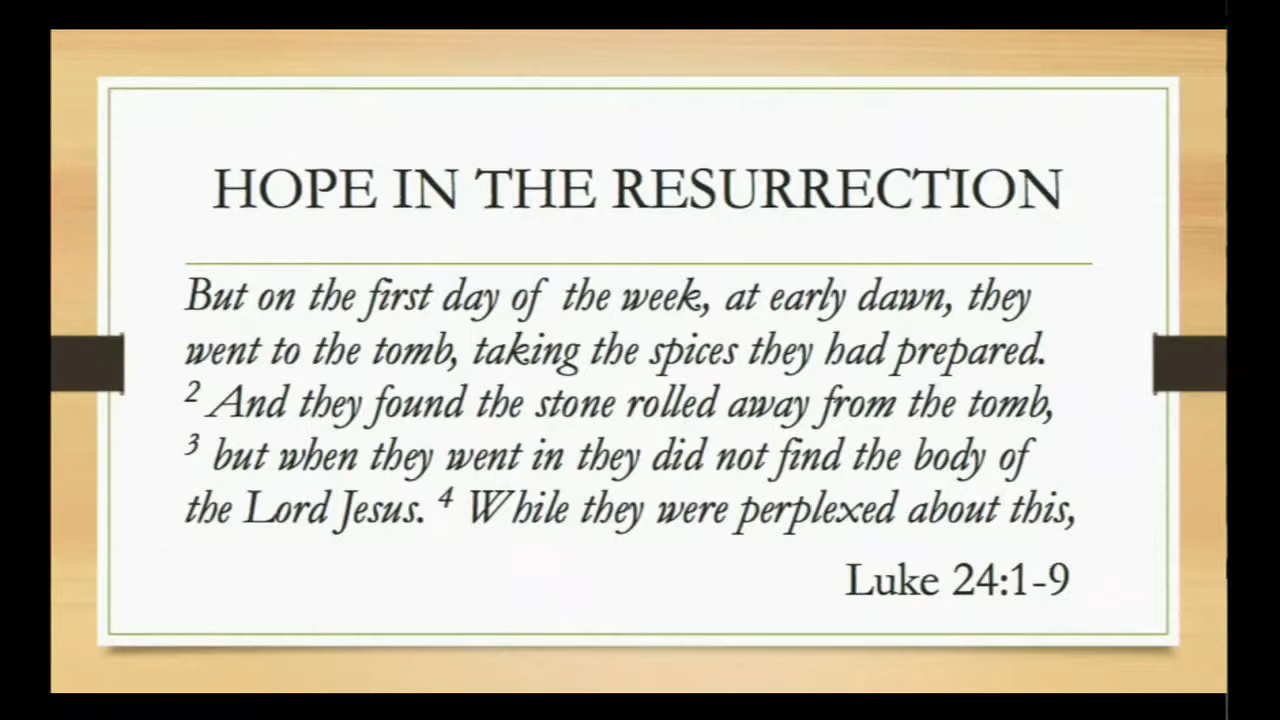 HOPE IN THE RESURRECTION
But on the first day of the week, at early dawn, they
went to the tomb, taking the spices they had prepared.
² And they found the stone rolled away from the tomb,
³ but when they went in they did not find the body of
the Lord Jesus. ⁴ While they were perplexed about this,
Luke 24:1-9